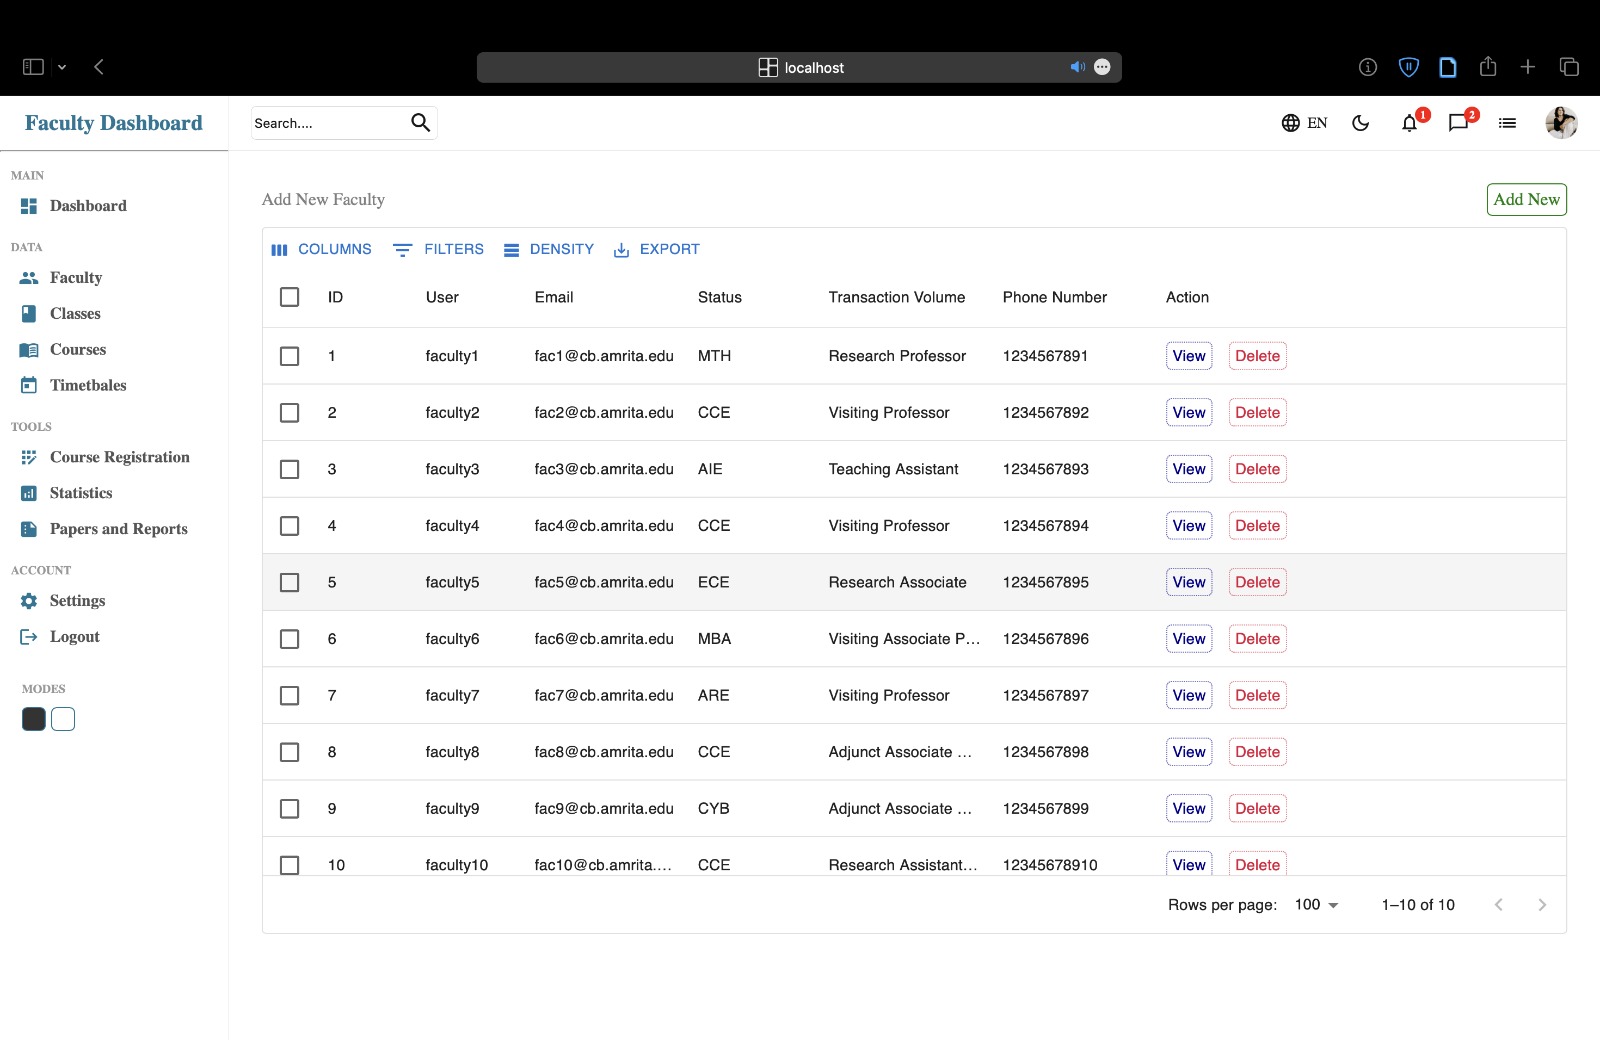 localhost
Faculty Dashboard
Search....
EN
1
2
MAIN
Dashboard
DATA
Faculty
Classes
Courses
Timetbales
TOOLS
Course Registration
Statistics
Papers and Reports
ACCOUNT
Settings
Logout
MODES
Add New Faculty
Add New
COLUMNS FILTERS DENSITY EXPORT
ID User Email Status Transaction Volume Phone Number Action
1 faculty1 fac1@cb.amrita.edu MTH Research Professor 1234567891 View Delete
2 faculty2 fac2@cb.amrita.edu CCE Visiting Professor 1234567892 View Delete
3 faculty3 fac3@cb.amrita.edu AIE Teaching Assistant 1234567893 View Delete
4 faculty4 fac4@cb.amrita.edu CCE Visiting Professor 1234567894 View Delete
5 faculty5 fac5@cb.amrita.edu ECE Research Associate 1234567895 View Delete
6 faculty6 fac6@cb.amrita.edu MBA Visiting Associate P... 1234567896 View Delete
7 faculty7 fac7@cb.amrita.edu ARE Visiting Professor 1234567897 View Delete
8 faculty8 fac8@cb.amrita.edu CCE Adjunct Associate ... 1234567898 View Delete
9 faculty9 fac9@cb.amrita.edu CYB Adjunct Associate ... 1234567899 View Delete
10 faculty10 fac10@cb.amrita.... CCE Research Assistant... 12345678910 View Delete
Rows per page: 100 1–10 of 10